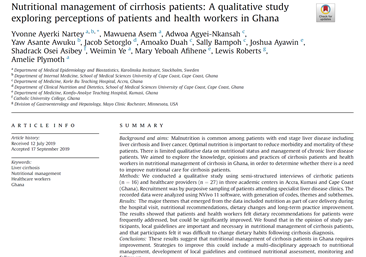 Nutritional management of cirrhosis patients: A qualitative study
exploring perceptions of patients and health workers in Ghana
Yvonne Ayerki Nartey a, b, *, Mawuena Asem a, Adwoa Agyei-Nkansah c,
Yaw Asante Awuku b, Jacob Setorglo d, Amoako Duah c, Sally Bampoh c, Joshua Ayawin e,
Shadrack Osei Asibey f, Weimin Ye a, Mary Yeboah Afihene e, Lewis Roberts g,
Amelie Plymoth a
a Department of Medical Epidemiology and Biostatistics, Karolinska Institutet, Stockholm, Sweden
b Department of Internal Medicine, School of Medical Sciences University of Cape Coast, Cape Coast, Ghana
c Department of Medicine, Korle Bu Teaching Hospital, Accra, Ghana
d Department of Clinical Nutrition and Dietetics, School of Medical Sciences University of Cape Coast, Cape Coast, Ghana
e Department of Medicine, Komfo Anokye Teaching Hospital, Kumasi, Ghana
f Catholic University College, Ghana
g Division of Gastroenterology and Hepatology, Mayo Clinic Rochester, Minnesota, USA
ARTICLE INFO
Article history:
Received 12 July 2019
Accepted 17 September 2019
Keywords:
Liver cirrhosis
Nutritional management
Healthcare workers
Ghana
SUMMARY
Background and aims: Malnutrition is common among patients with end stage liver disease including
liver cirrhosis and liver cancer. Optimal nutrition is important to reduce morbidity and mortality of these
patients. There is limited qualitative data on nutritional status and management of chronic liver disease
patients. We aimed to explore the knowledge, opinions and practices of cirrhosis patients and health
workers in nutritional management of cirrhosis in Ghana, in order to determine whether there is a need
to improve nutritional care for cirrhosis patients.
Methods: We conducted a qualitative study using semi-structured interviews of cirrhotic patients
(n = 16) and healthcare providers (n = 27) in three academic centers in Accra, Kumasi and Cape Coast
(Ghana). Recruitment was by purposive sampling of patients attending specialist liver disease clinics. The
recorded data were analyzed using NVivo 11 software, with generation of codes, themes and subthemes.
Results: The major themes that emerged from the data included nutrition as part of care delivery during
the hospital visit, nutritional recommendations, dietary changes and long-term practice improvement.
The results showed that patients and health workers felt dietary recommendations for patients were
frequently addressed, but could be significantly improved. We found that in the opinion of study par-
ticipants, local guidelines are important and necessary in nutritional management of cirrhosis patients,
and that participants felt it was difficult to change dietary habits following cirrhosis diagnosis.
Conclusions: These results suggest that nutritional management of cirrhosis patients in Ghana requires
improvement. Strategies to improve this could include a multi-disciplinary approach to nutritional
management, development of local guidelines and continued nutrition assessment, monitoring and